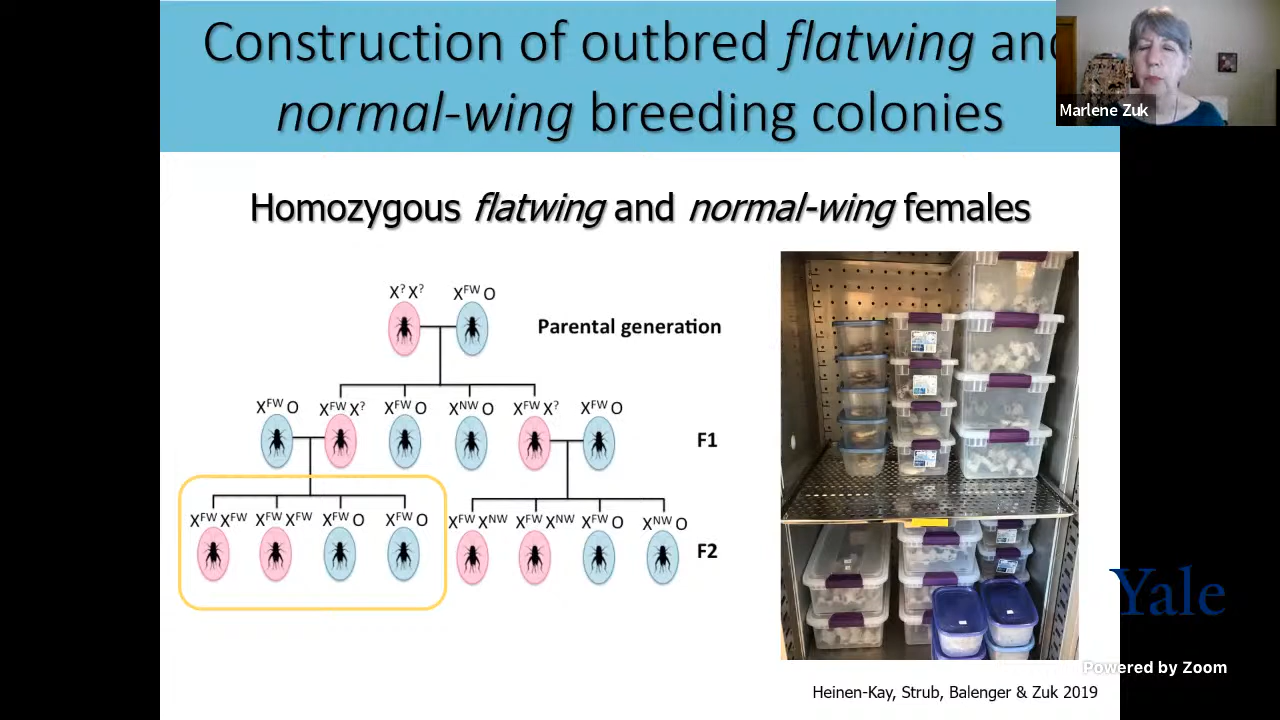 Construction of outbred flatwing and
normal-wing breeding colonies
Marlene Zuk
Homozygous flatwing and normal-wing females
X? X? XFW O
Parental generation
XFW O XFW X? XFW O XNW O XFW X? XFW O
F1
XFW XFW XFW XFW XFW O XFW O XFW XNW XFW XNW XFW O XNW O
F2
Yale
Powered by Zoom
Heinen-Kay, Strub, Balenger & Zuk 2019